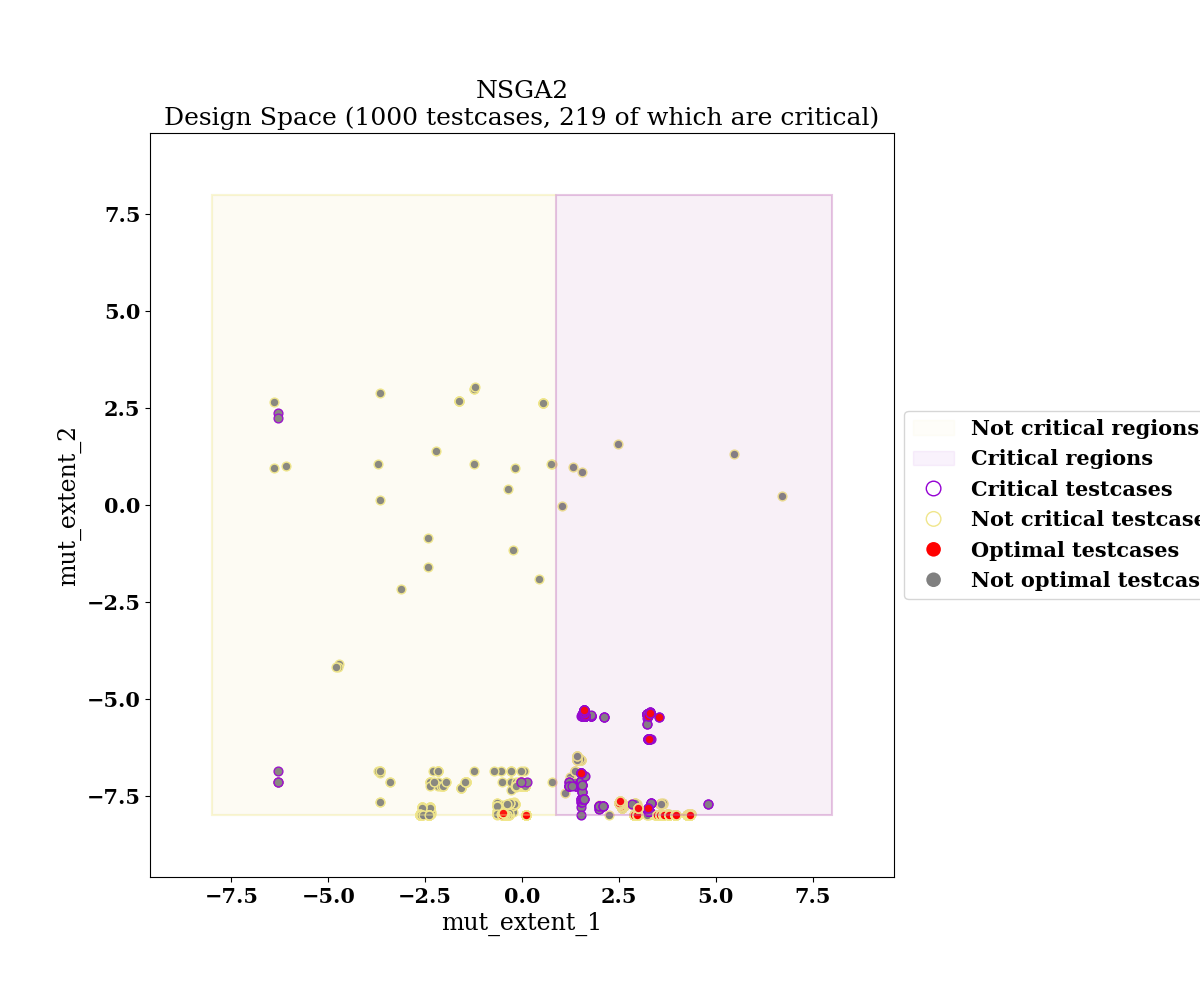 NSGA2
Design Space (1000 testcases, 219 of which are critical)
7.5
5.0
2.5
0.0
−2.5
−5.0
−7.5
mut_extent_2
−7.5 −5.0 −2.5 0.0 2.5 5.0 7.5
mut_extent_1
Not critical regions
Critical regions
Critical testcases
Not critical testcase
Optimal testcases
Not optimal testcas